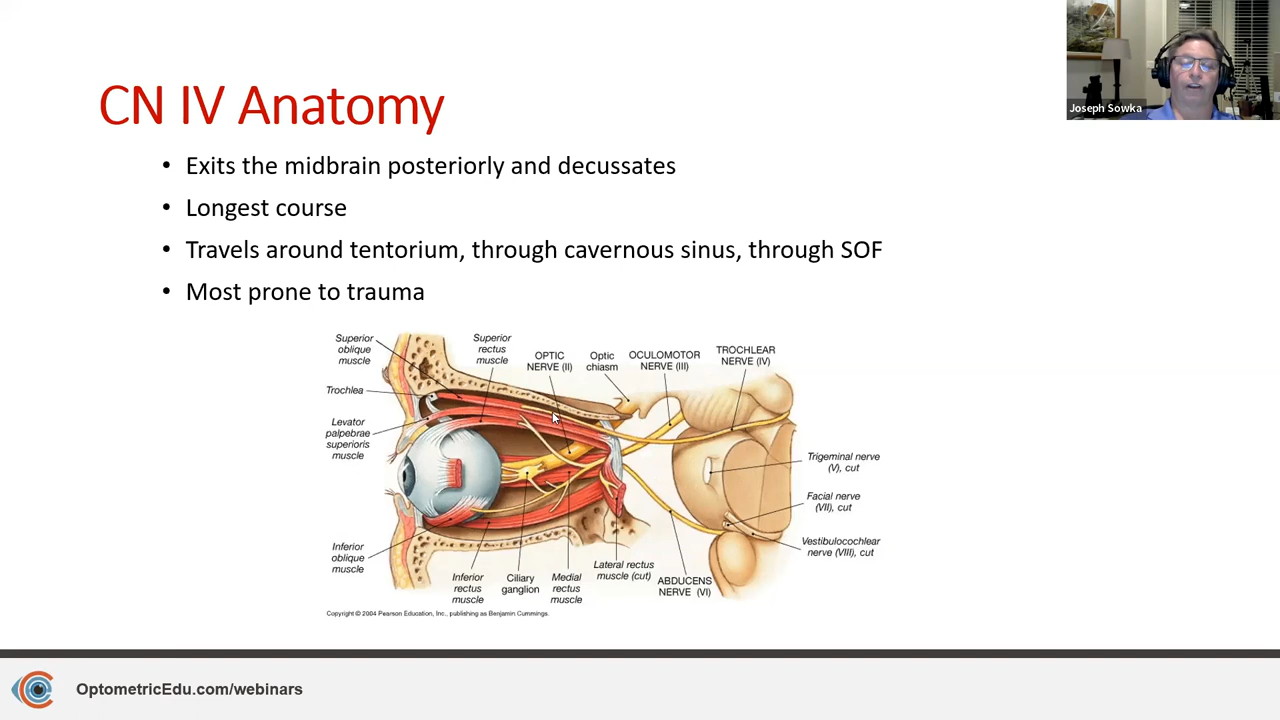 Joseph Sowka
CN IV Anatomy
• Exits the midbrain posteriorly and decussates
• Longest course
• Travels around tentorium, through cavernous sinus, through SOF
• Most prone to trauma
Superior
oblique
muscle
Superior
rectus
muscle
OPTIC
NERVE (II)
Optic
chiasm
OCULOMOTOR
NERVE (III)
TROCHLEAR
NERVE (IV)
Trochlea
Levator
palpebrae
superioris
muscle
Trigeminal nerve
(V), cut
Facial nerve
(VII), cut
Vestibulocochlear
nerve (VIII), cut
Inferior
oblique
muscle
Inferior
rectus
muscle
Ciliary
ganglion
Medial
rectus
muscle
Lateral rectus
muscle (cut)
ABDUCENS
NERVE (VI)
Copyright © 2004 Pearson Education, Inc., publishing as Benjamin Cummings.
OptometricEdu.com/webinars